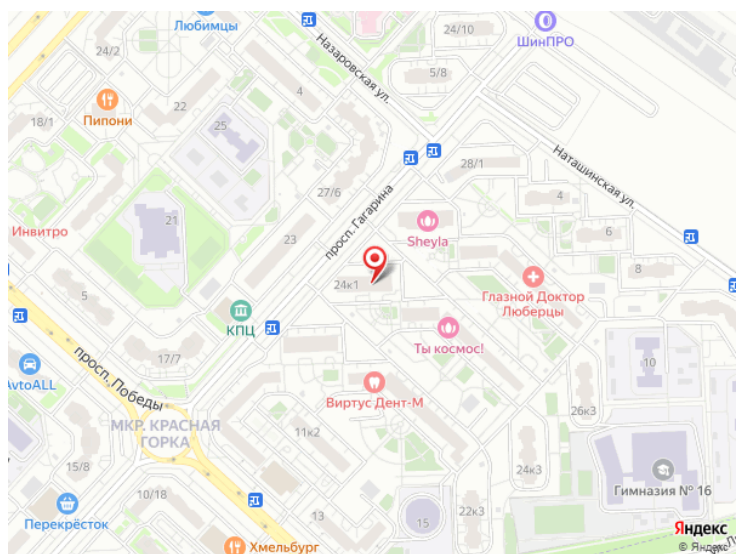 Любимцы
24/2
24/10
ШинПРО
Назаровская ул.
5/8
22
Пипони
18/1
25
28/1
Наташинская ул.
27/6
4
21
просп. Гагарина
Sheyla
6
Инвитро
23
8
5
24к1
Глазной Доктор
Люберцы
КПЦ
Ты космос!
17/7
10
AvtoALL
просп. Победы
Виртус Дент-М
МКР. КРАСНАЯ
ГОРКА
11к2
26к3
15/8
24к3
Гимназия № 16
10/18
Перекрёсток
13
15
22к3
Хмельбург
Яндекс
© Яндекс